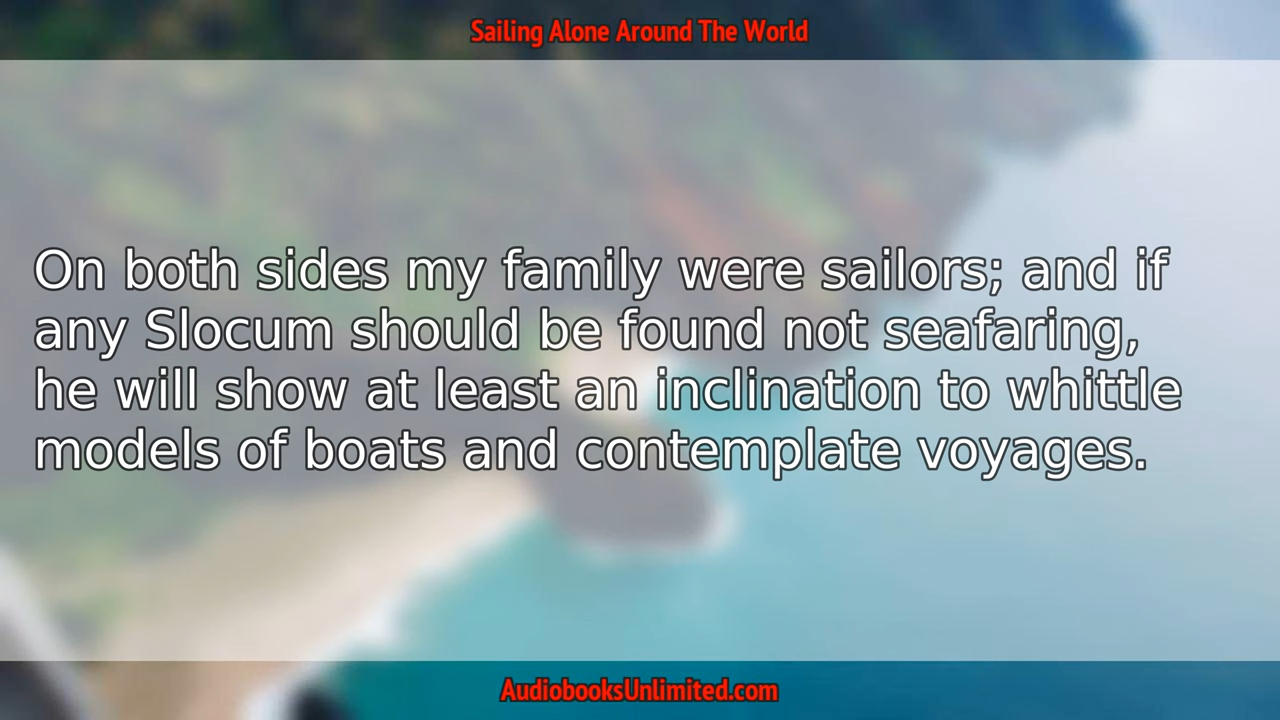 Sailing Alone Around The World
On both sides my family were sailors; and if
any Slocum should be found not seafaring,
he will show at least an inclination to whittle
models of boats and contemplate voyages.
AudiobooksUnlimited.com